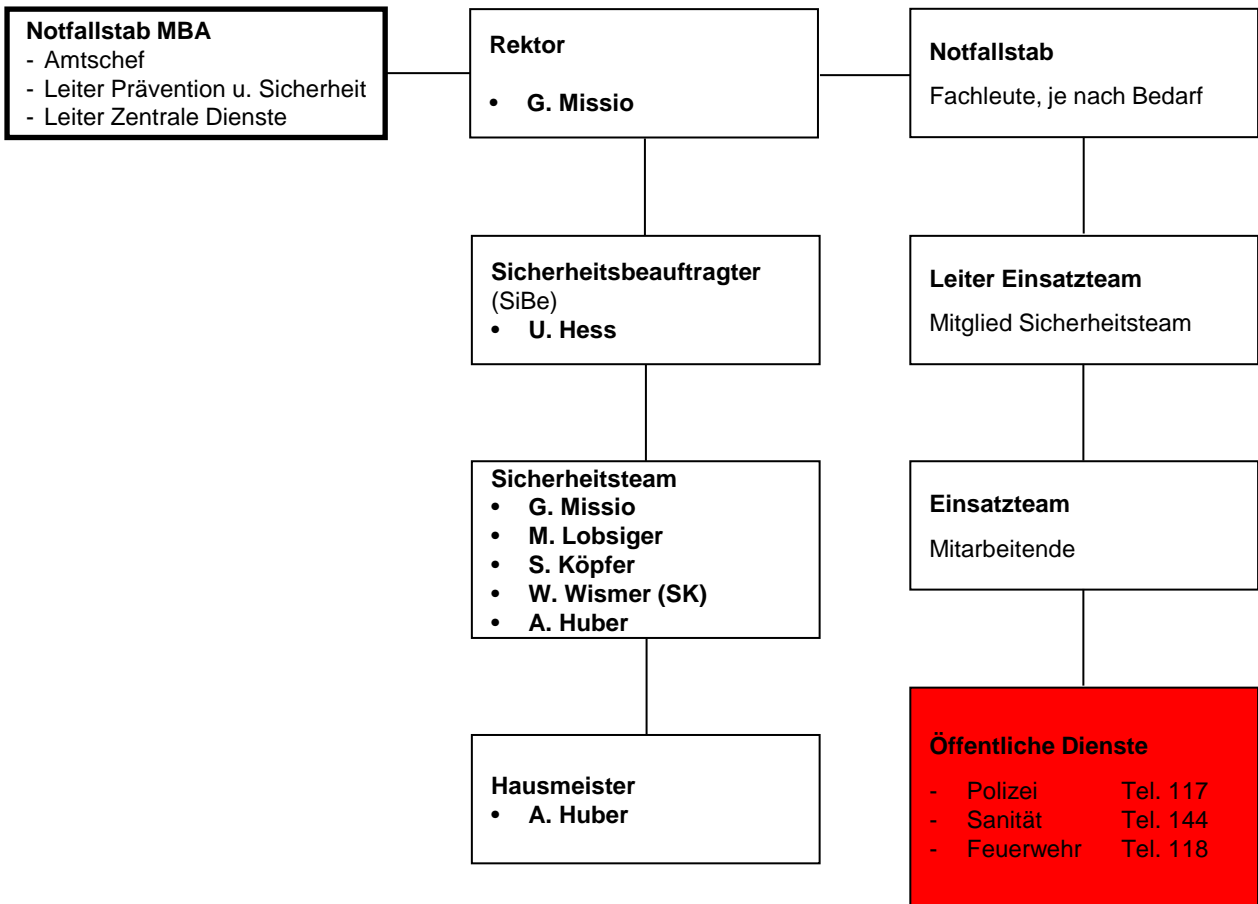 Notfallstab MBA
- Amtschef
- Leiter Prävention u. Sicherheit
- Leiter Zentrale Dienste
Rektor
• G. Missio
Notfallstab
Fachleute, je nach Bedarf
Sicherheitsbeauftragter
(SiBe)
• U. Hess
Leiter Einsatzteam
Mitglied Sicherheitsteam
Sicherheitsteam
• G. Missio
• M. Lobsiger
• S. Köpfer
• W. Wismer (SK)
• A. Huber
Einsatzteam
Mitarbeitende
Hausmeister
• A. Huber
Öffentliche Dienste
- Polizei Tel. 117
- Sanität Tel. 144
- Feuerwehr Tel. 118